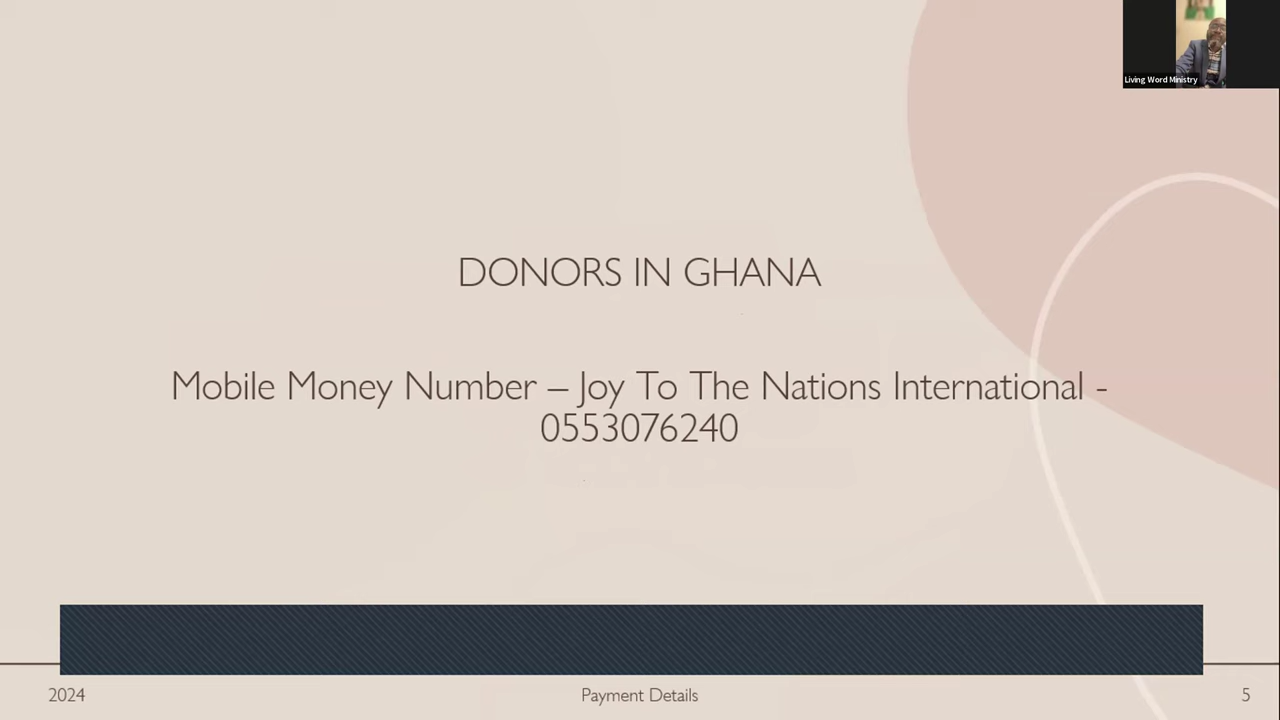 Living Word Ministry
DONORS IN GHANA
Mobile Money Number – Joy To The Nations International -
0553076240
2024
Payment Details
5